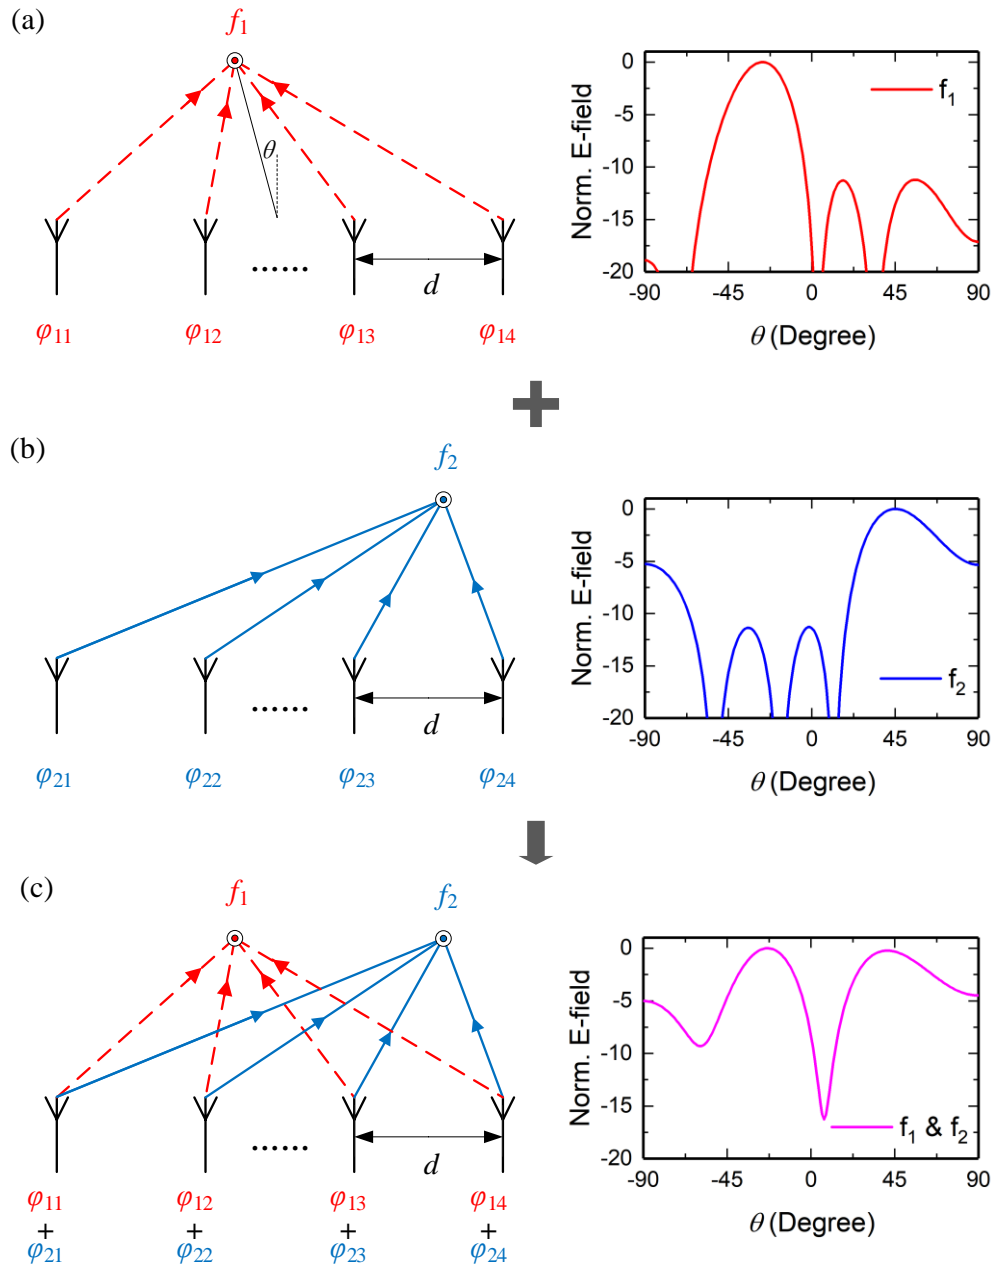 (a)
f1
θ
......
d
φ11 φ12 φ13 φ14
Norm. E-field
0
-5
-10
-15
-20
f1
-90 -45 0 45 90
θ (Degree)
+
(b)
f2
......
d
φ21 φ22 φ23 φ24
Norm. E-field
0
-5
-10
-15
-20
f2
-90 -45 0 45 90
θ (Degree)
(c)
f1 f2
......
d
φ11 φ12 φ13 φ14
+ + + +
φ21 φ22 φ23 φ24
Norm. E-field
0
-5
-10
-15
-20
f1 & f2
-90 -45 0 45 90
θ (Degree)